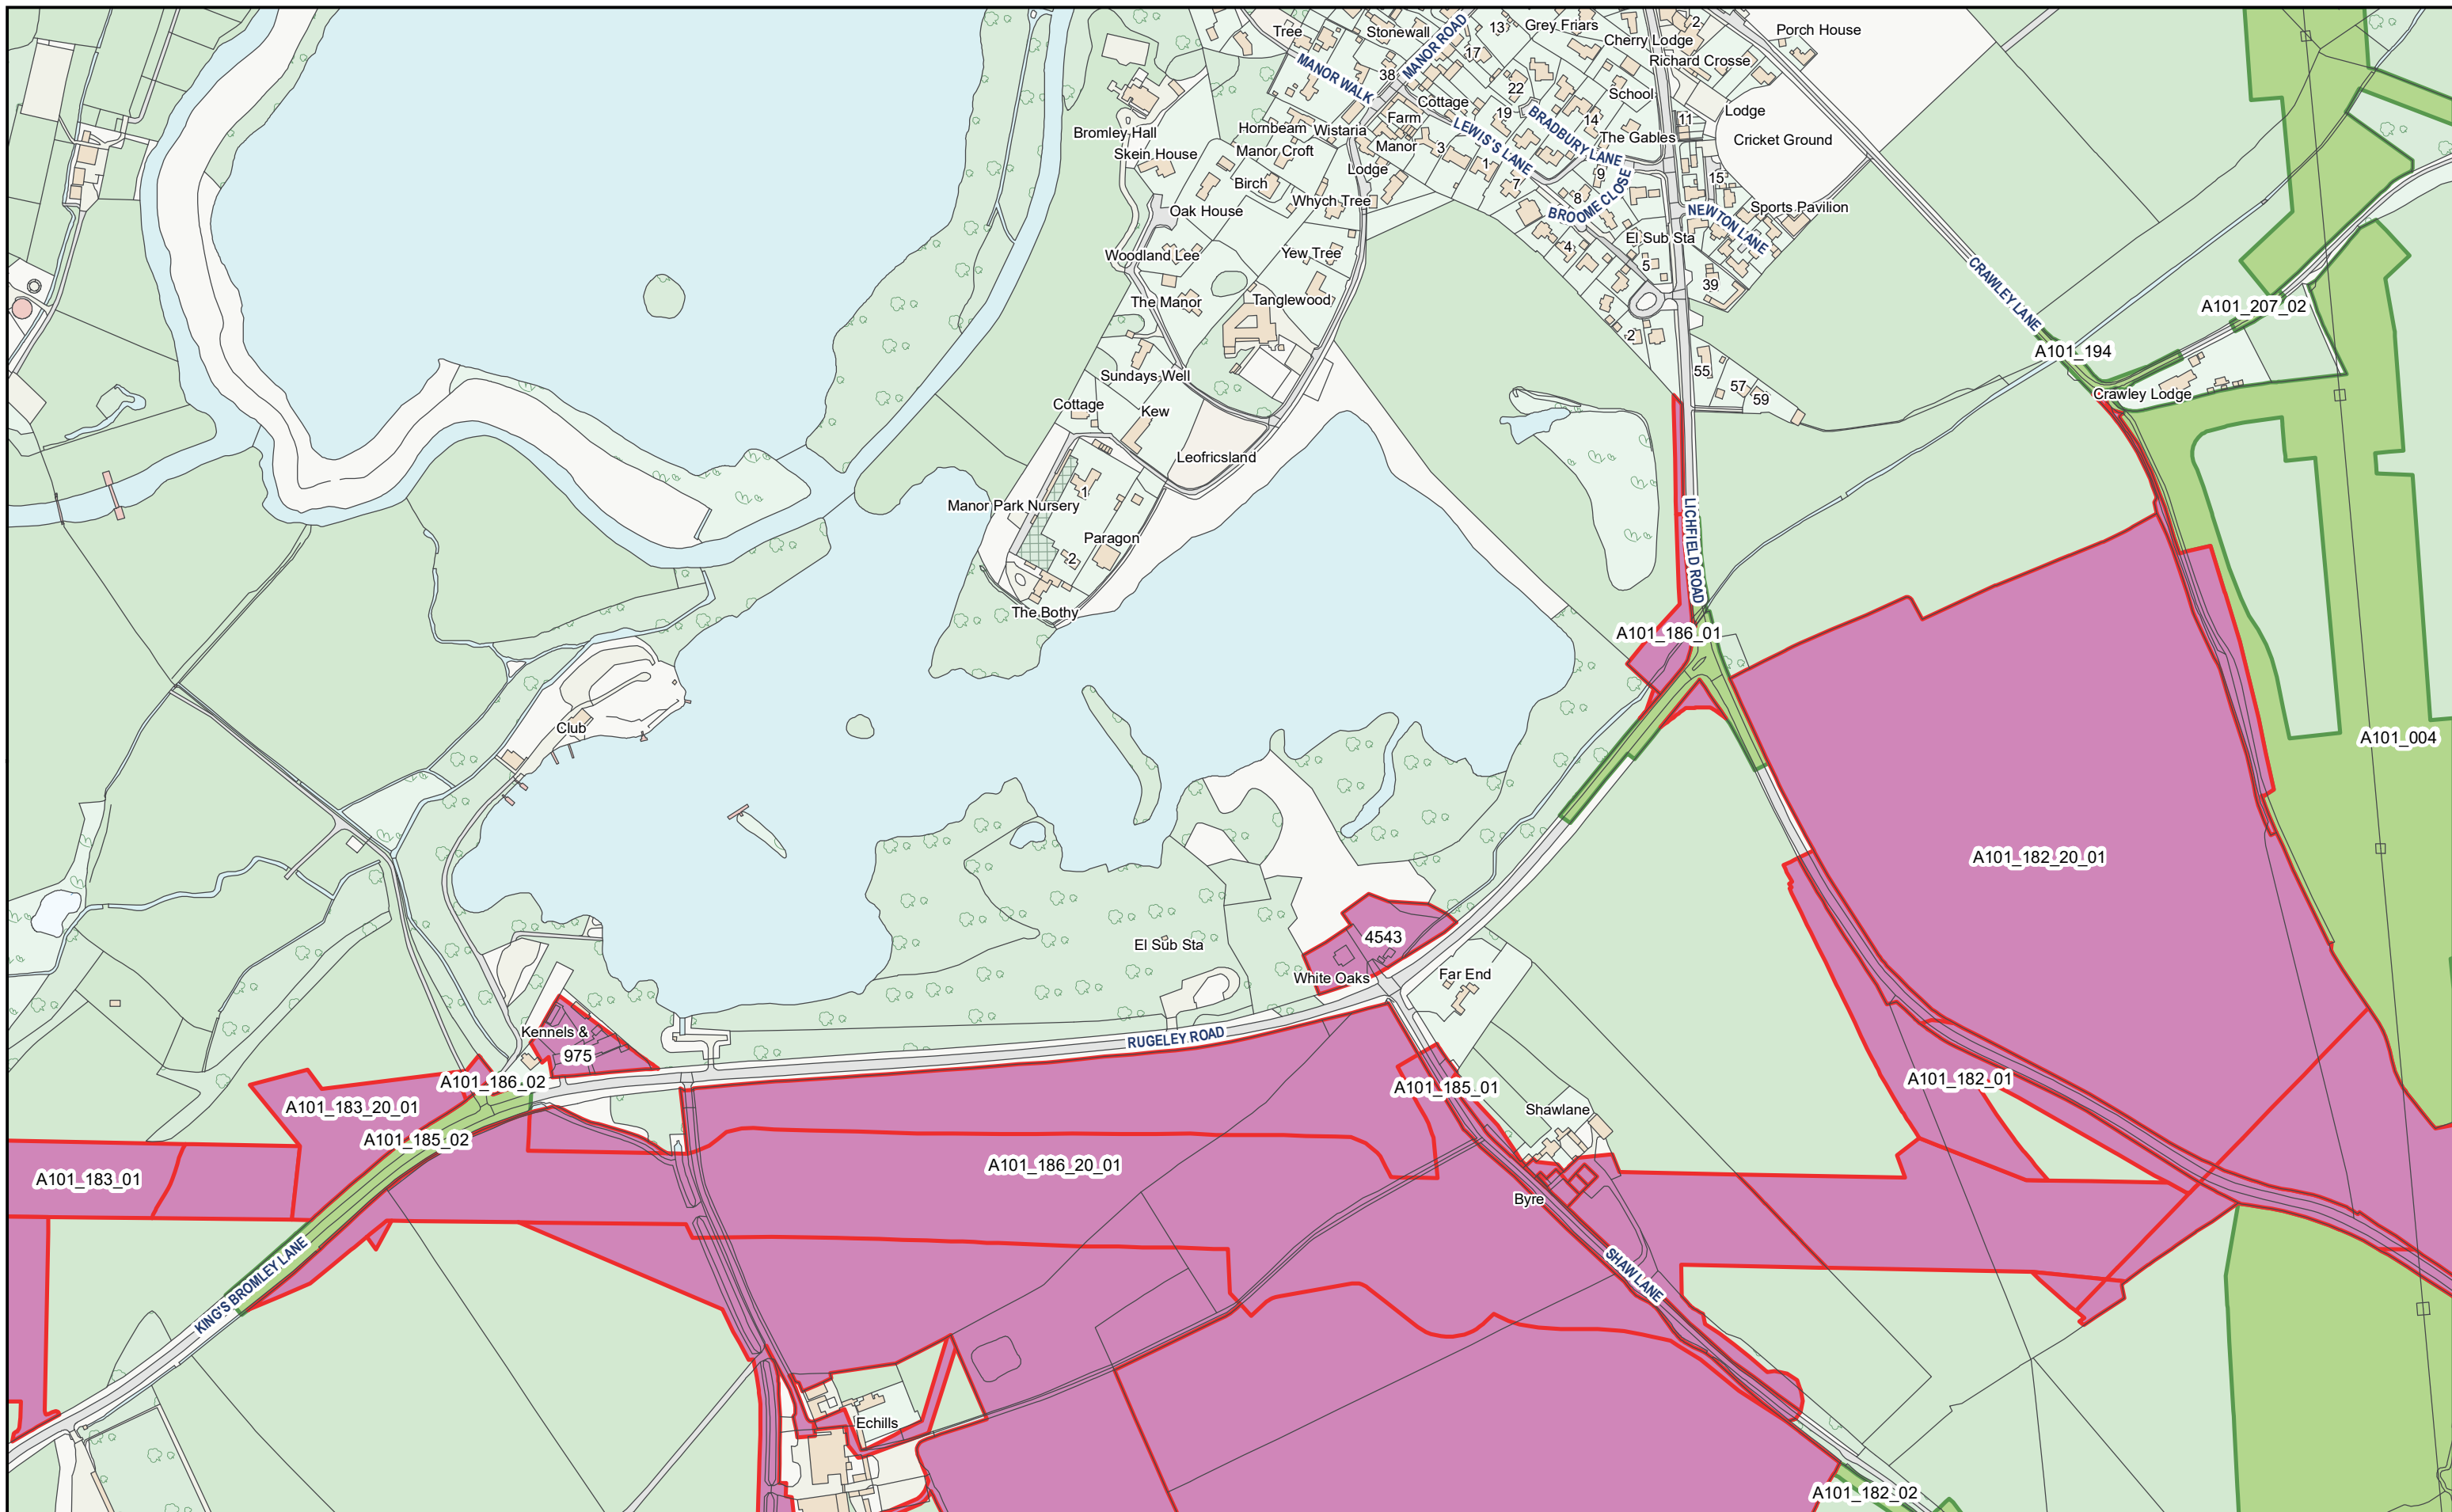 Tree
Stonewall
MANOR ROAD
13
Grey Friars
2
Porch House
17
Cherry Lodge
Richard Crosse
MANOR WALK
38
22
School
Cottage
Lodge
Bromley Hall
Hornbeam
Wistaria
Farm
19
14
11
BRADBURY LANE
The Gables
Cricket Ground
LEWIS'S LANE
Skein House
Manor Croft
Manor
3
1
Lodge
9
15
Birch
7
8
Oak House
Whych Tree
BROOME CLOSE
NEWTON LANE
Sports Pavilion
Woodland Lee
Yew Tree
4
El Sub Sta
5
CRAWLEY LANE
The Manor
Tanglewood
39
A101_207_02
2
A101_194
Sundays Well
55
57
59
Crawley Lodge
Cottage
Kew
Leofricsland
1
Manor Park Nursery
LICHFIELD ROAD
Paragon
2
The Bothy
A101_186_01
Club
A101_004
A101_182_20_01
4543
El Sub Sta
White Oaks
Far End
Kennels &
975
RUGELEY ROAD
A101_186_02
A101_185_01
A101_182_01
A101_183_20_01
Shawlane
A101_185_02
A101_183_01
A101_186_20_01
Byre
KING'S BROMLEY LANE
SHAW LANE
Echills
A101_182_02